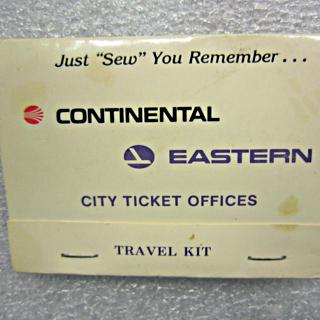 Just "Sew" You Remember...
CONTINENTAL
EASTERN
CITY TICKET OFFICES
TRAVEL KIT